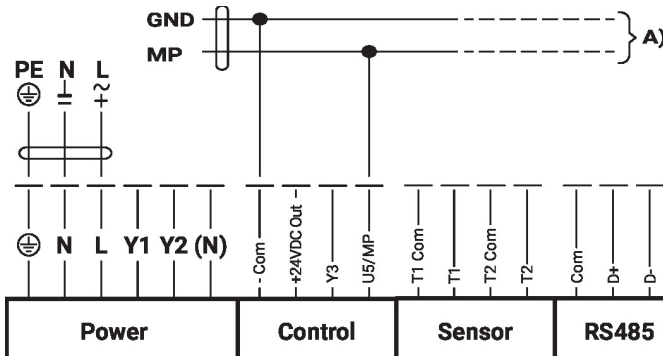 GND
MP
A)
PE N L
N L Y1 Y2 (N)
- Com
+24VDC Out -
Y3
U5/MP
T1 Com
T1
T2 Com
T2
Com
D+
D-
Power
Control
Sensor
RS485